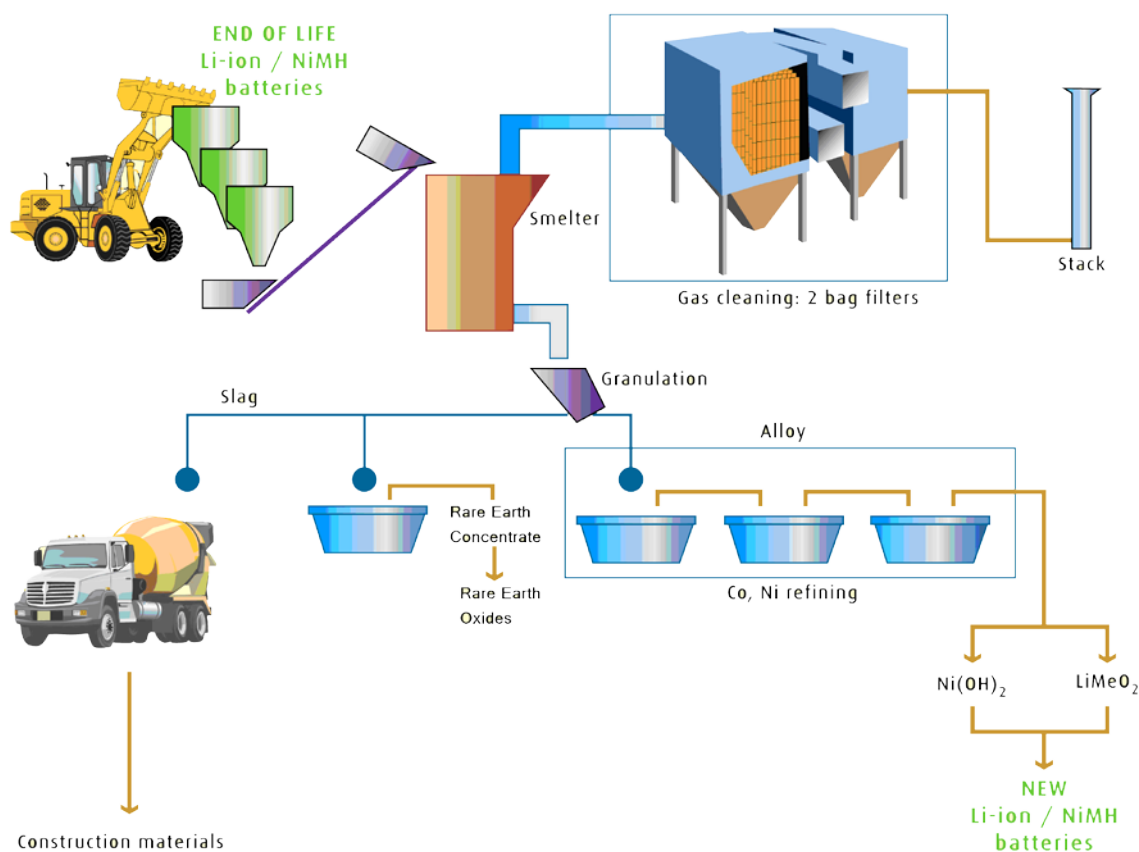 END OF LIFE
Li-ion / NiMH
batteries
Smelter
Gas cleaning: 2 bag filters
Stack
Granulation
Slag
Alloy
Rare Earth
Concentrate
Rare Earth
Oxides
Co, Ni refining
Ni(OH)₂
LiMeO₂
NEW
Li-ion / NiMH
batteries
Construction materials